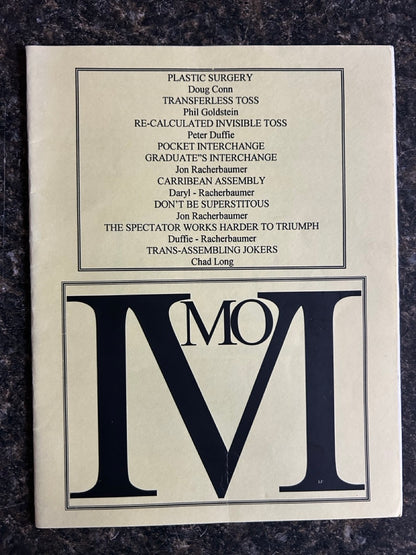 PLASTIC SURGERY
Doug Conn
TRANSFERLESS TOSS
Phil Goldstein
RE-CALCULATED INVISIBLE TOSS
Peter Duffie
POCKET INTERCHANGE
GRADUATE"S INTERCHANGE
Jon Racherbaumer
CARRIBEAN ASSEMBLY
Daryl - Racherbaumer
DON'T BE SUPERSTITOUS
Jon Racherbaumer
THE SPECTATOR WORKS HARDER TO TRIUMPH
Duffie - Racherbaumer
TRANS-ASSEMBLING JOKERS
Chad Long
MO
M